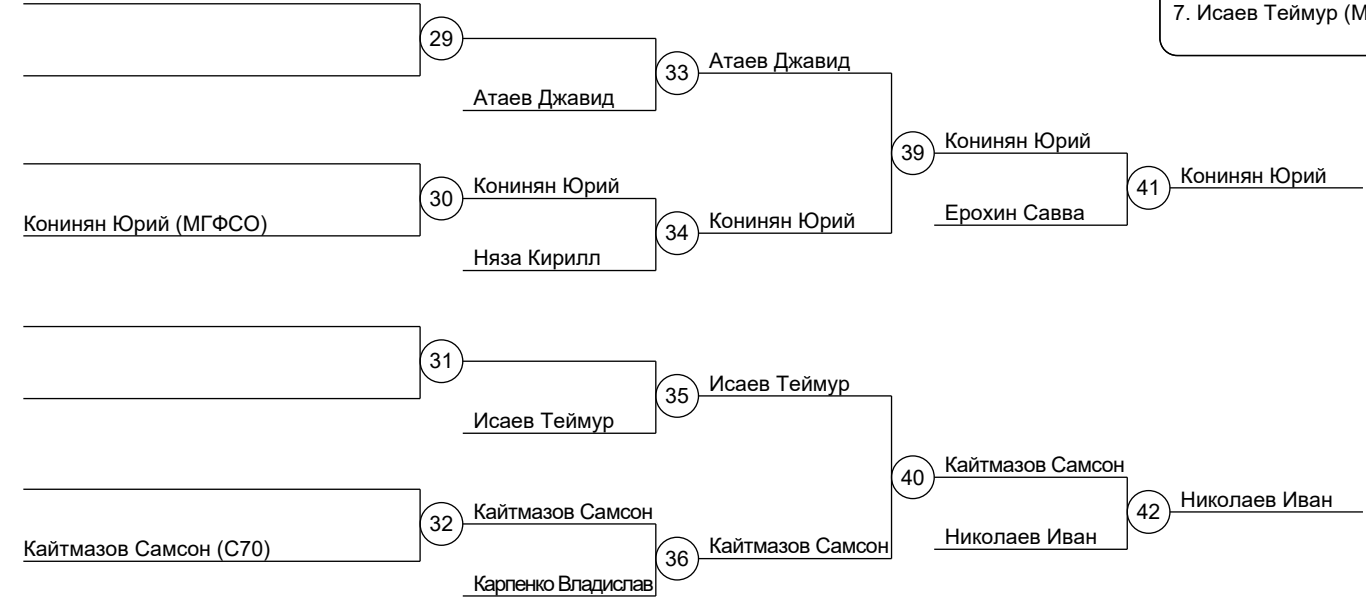 7. Исаев Теймур (М
29
Атаев Джавид
33
Атаев Джавид
Конинян Юрий
39
Конинян Юрий (МГФСО)
30
Конинян Юрий
Няза Кирилл
34
Конинян Юрий
Ерохин Савва
41
Конинян Юрий
31
Исаев Теймур
35
Исаев Теймур
Кайтмазов Самсон
40
Кайтмазов Самсон (С70)
32
Кайтмазов Самсон
Карпенко Владислав
36
Кайтмазов Самсон
Николаев Иван
42
Николаев Иван